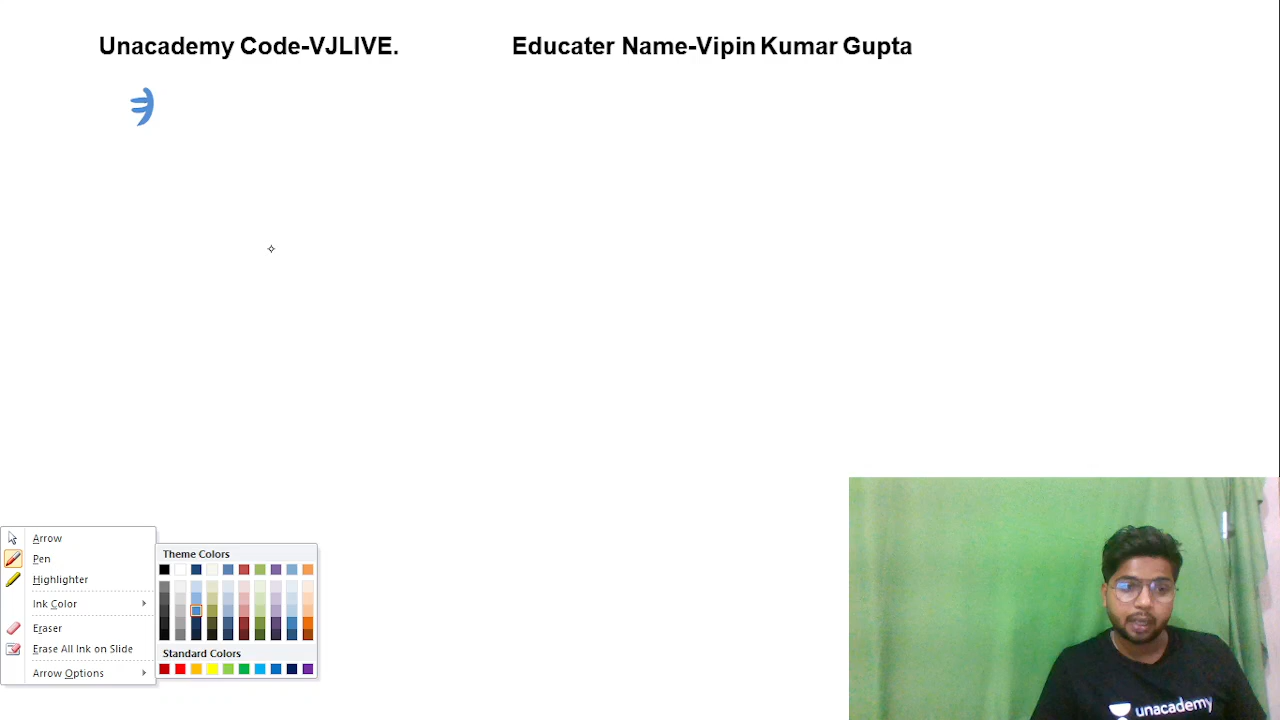 Unacademy Code-VJLIVE. Educater Name-Vipin Kumar Gupta
Arrow
Pen
Highlighter
Ink Color
Eraser
Erase All Ink on Slide
Arrow Options
Theme Colors
Standard Colors
unacademy